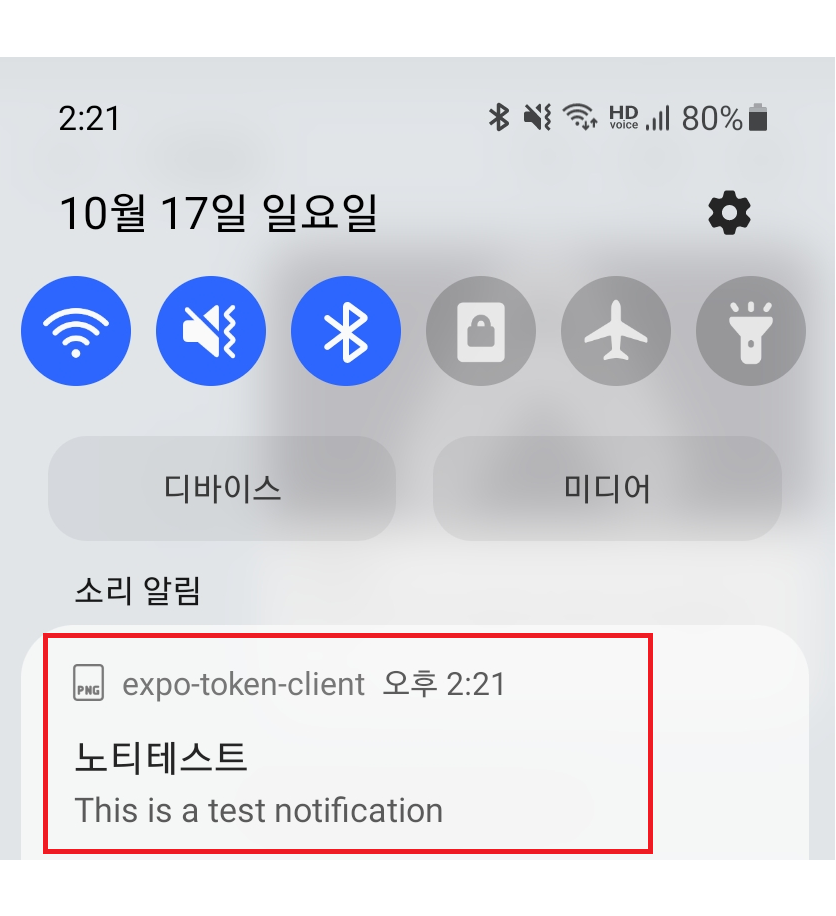 2:21 HD voice 80%
10월 17일 일요일
디바이스 미디어
소리 알림
PNG expo-token-client 오후 2:21
노티테스트
This is a test notification